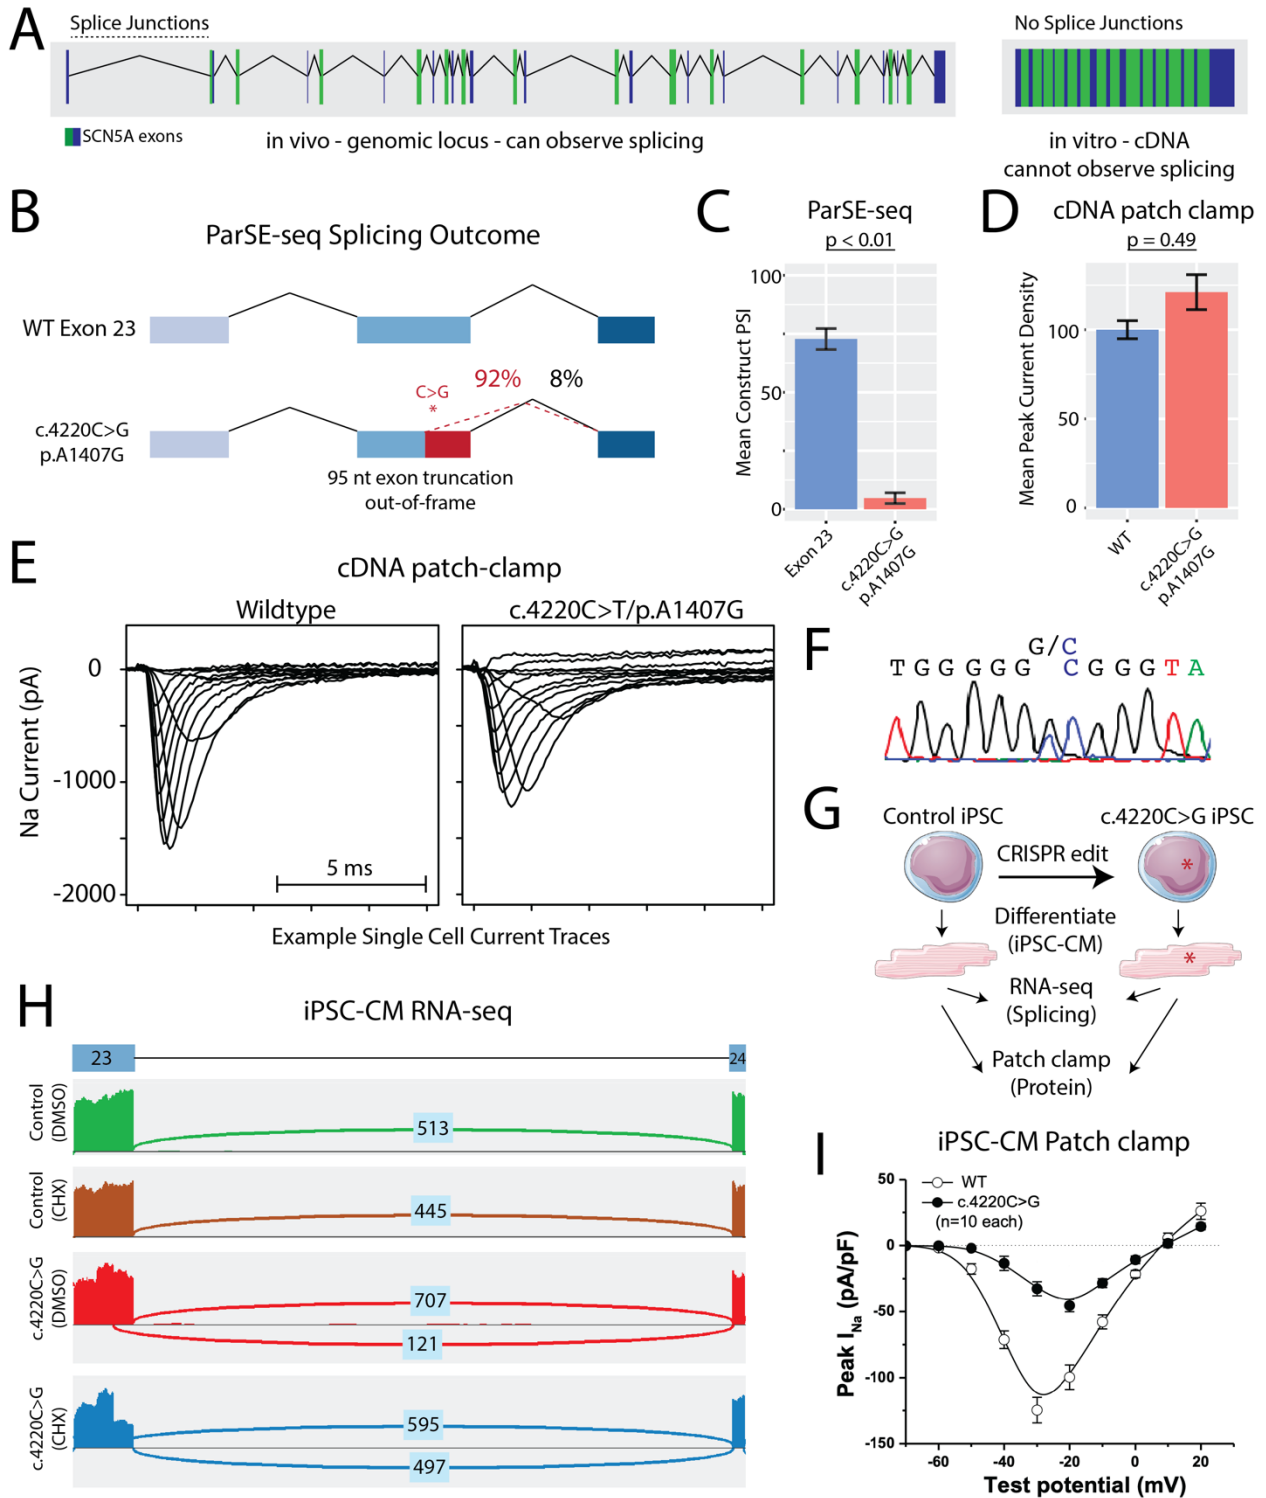 A
Splice Junctions
No Splice Junctions
SCN5A exons
in vivo - genomic locus - can observe splicing
in vitro - cDNA
cannot observe splicing
B
ParSE-seq Splicing Outcome
WT Exon 23
C>G
*
92%
8%
c.4220C>G
p.A1407G
95 nt exon truncation
out-of-frame
C
ParSE-seq
p < 0.01
Mean Construct PSI
100
50
0
Exon 23
c.4220C>G
p.A1407G
D
cDNA patch clamp
p = 0.49
Mean Peak Current Density
100
50
0
WT
c.4220C>G
p.A1407G
E
cDNA patch-clamp
Wildtype
c.4220C>T/p.A1407G
Na Current (pA)
0
-1000
-2000
5 ms
Example Single Cell Current Traces
F
G/C
T G G G G G C G G G T A
G
Control iPSC
c.4220C>G iPSC
CRISPR edit
*
Differentiate
(iPSC-CM)
*
RNA-seq
(Splicing)
Patch clamp
(Protein)
H
iPSC-CM RNA-seq
23
24
Control
(DMSO)
513
Control
(CHX)
445
c.4220C>G
(DMSO)
707
121
c.4220C>G
(CHX)
595
497
I
iPSC-CM Patch clamp
WT
c.4220C>G
(n=10 each)
Peak INa (pA/pF)
50
0
-50
-100
-150
-60
-40
-20
0
20
Test potential (mV)